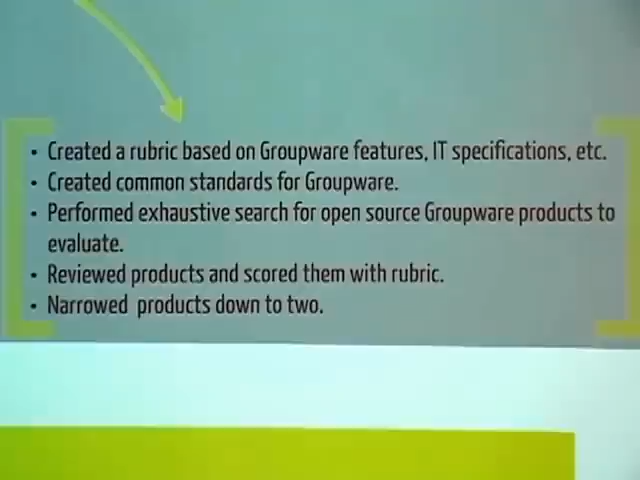 • Created a rubric based on Groupware features, IT specifications, etc.
• Created common standards for Groupware.
• Performed exhaustive search for open source Groupware products to
evaluate.
• Reviewed products and scored them with rubric.
• Narrowed products down to two.